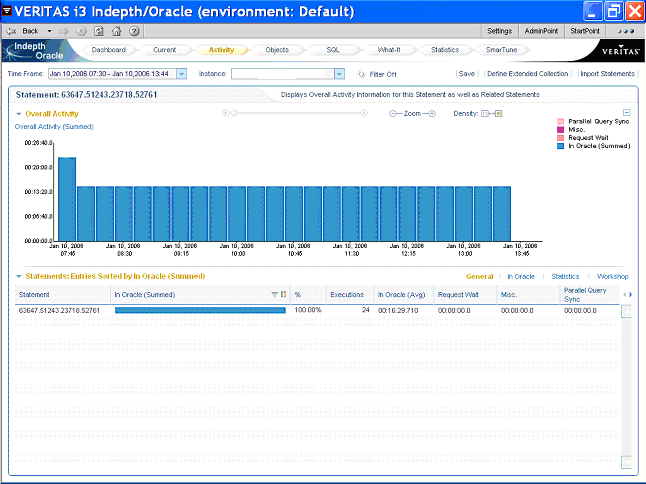 VERITAS i3 Indepth/Oracle (environment: Default)
Back Settings AdminPoint StartPoint
Indepth Oracle Dashboard Current Activity Objects SQL What-If Statistics SmarTune VERITAS
Time Frame: Jan 10,2006 07:30 - Jan 10,2006 13:44 Instance: Filter Off Save Define Extended Collection Import Statements
Statement: 63647.51243.23718.52761 Displays Overall Activity Information for this Statement as well as Related Statements
Overall Activity Zoom Density:
Overall Activity (Summed)
Parallel Query Sync
Misc.
Request Wait
In Oracle (Summed)
00:20:00.0
00:13:20.0
00:06:40.0
00:00:00.0
Jan 10, 2006 Jan 10, 2006 Jan 10, 2006 Jan 10, 2006 Jan 10, 2006 Jan 10, 2006 Jan 10, 2006 Jan 10, 2006 Jan 10, 2006
07:45 08:30 09:15 10:00 10:45 11:30 12:15 13:00 13:45
Statements: Entries Sorted by In Oracle (Summed) General In Oracle Statistics Workshop
Statement In Oracle (Summed) % Executions In Oracle (Avg) Request Wait Misc. Parallel Query Sync
63647.51243.23718.52761 100.00% 24 00:16:29.710 00:00:00.0 00:00:00.0 00:00:00.0